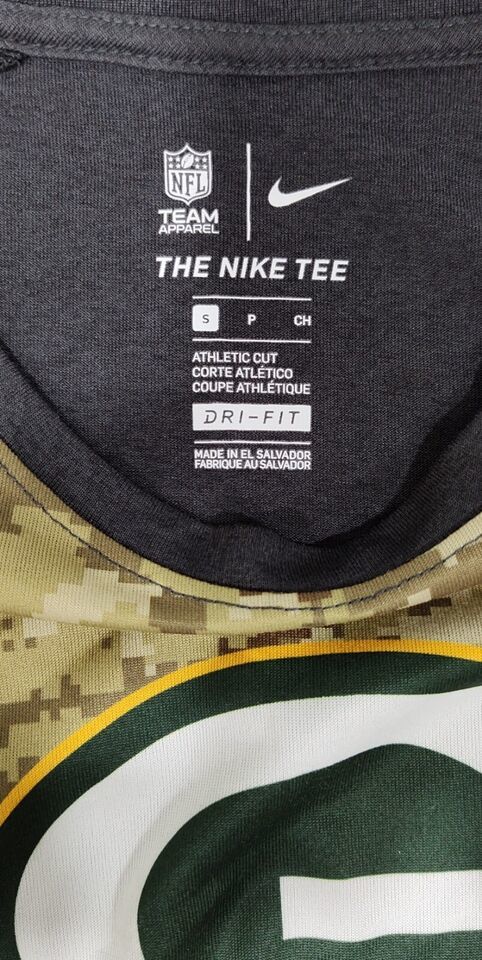 NFL
TEAM
APPAREL
THE NIKE TEE
S P CH
ATHLETIC CUT
CORTE ATLÉTICO
COUPE ATHLÉTIQUE
DRI-FIT
MADE IN EL SALVADOR
FABRIQUE AU SALVADOR
G